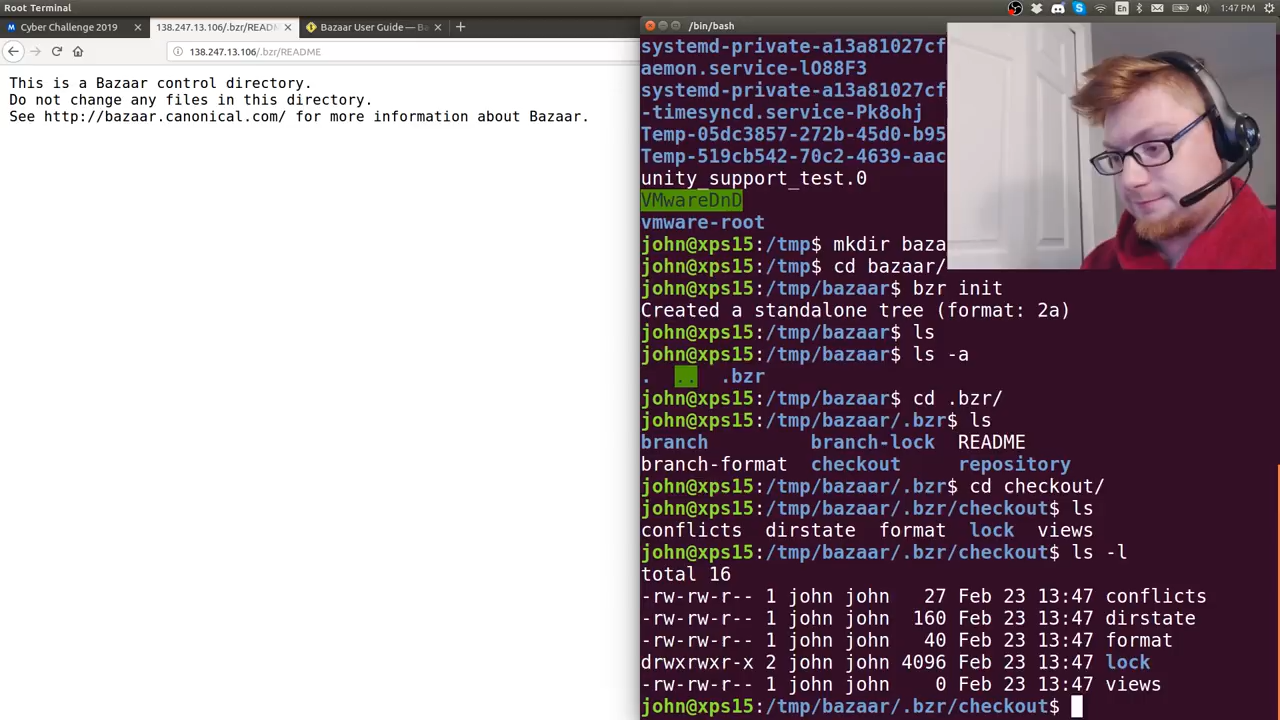 Root Terminal
1:47 PM
Cyber Challenge 2019
138.247.13.106/.bzr/READM
Bazaar User Guide — Ba
138.247.13.106/.bzr/README
This is a Bazaar control directory.
Do not change any files in this directory.
See http://bazaar.canonical.com/ for more information about Bazaar.
/bin/bash
systemd-private-a13a81027cf
aemon.service-lO88F3
systemd-private-a13a81027cf
-timesyncd.service-Pk8ohj
Temp-05dc3857-272b-45d0-b95
Temp-519cb542-70c2-4639-aac
unity_support_test.0
VMwareDnD
vmware-root
john@xps15:/tmp$ mkdir baza
john@xps15:/tmp$ cd bazaar/
john@xps15:/tmp/bazaar$ bzr init
Created a standalone tree (format: 2a)
john@xps15:/tmp/bazaar$ ls
john@xps15:/tmp/bazaar$ ls -a
. .. .bzr
john@xps15:/tmp/bazaar$ cd .bzr/
john@xps15:/tmp/bazaar/.bzr$ ls
branch branch-lock README
branch-format checkout repository
john@xps15:/tmp/bazaar/.bzr$ cd checkout/
john@xps15:/tmp/bazaar/.bzr/checkout$ ls
conflicts dirstate format lock views
john@xps15:/tmp/bazaar/.bzr/checkout$ ls -l
total 16
-rw-rw-r-- 1 john john 27 Feb 23 13:47 conflicts
-rw-rw-r-- 1 john john 160 Feb 23 13:47 dirstate
-rw-rw-r-- 1 john john 40 Feb 23 13:47 format
drwxrwxr-x 2 john john 4096 Feb 23 13:47 lock
-rw-rw-r-- 1 john john 0 Feb 23 13:47 views
john@xps15:/tmp/bazaar/.bzr/checkout$